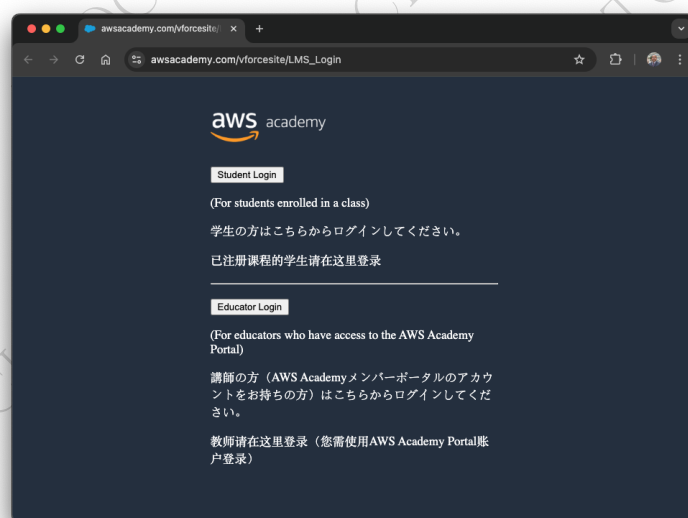 awsacademy.com/vforcesite/
awsacademy.com/vforcesite/LMS_Login
aws academy
Student Login
(For students enrolled in a class)
学生の方はこちらからログインしてください。
已注册课程的学生请在这里登录
Educator Login
(For educators who have access to the AWS Academy
Portal)
講師の方（AWS Academyメンバーポータルのアカウ
ントをお持ちの方）はこちらからログインしてくだ
さい。
教师请在这里登录（您需使用AWS Academy Portal账
户登录）